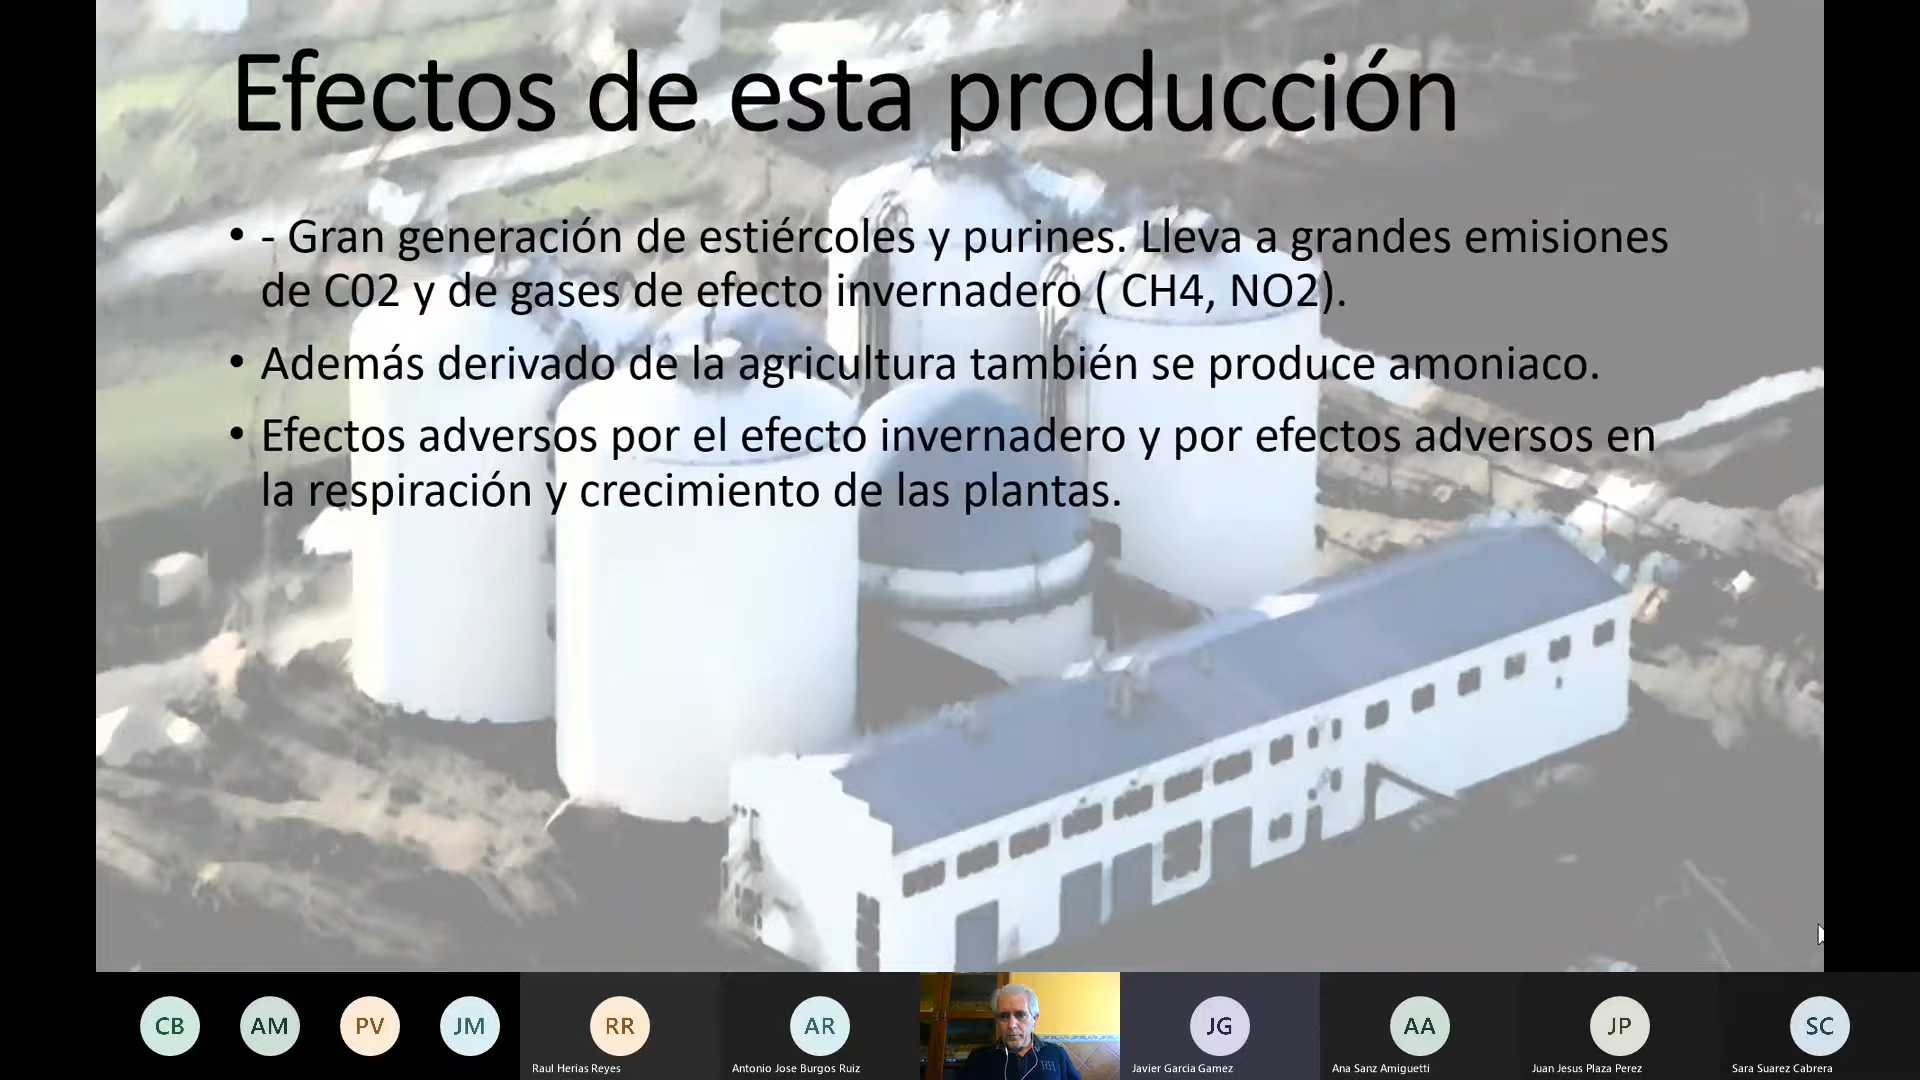 Efectos de esta producción
• - Gran generación de estiércoles y purines. Lleva a grandes emisiones
de C02 y de gases de efecto invernadero ( CH4, NO2).
• Además derivado de la agricultura también se produce amoniaco.
• Efectos adversos por el efecto invernadero y por efectos adversos en
la respiración y crecimiento de las plantas.
CB
AM
PV
JM
RR
AR
RH
JG
AA
JP
SC
Raul Herias Reyes
Antonio Jose Burgos Ruiz
Javier Garcia Gamez
Ana Sanz Amiguetti
Juan Jesus Plaza Perez
Sara Suarez Cabrera